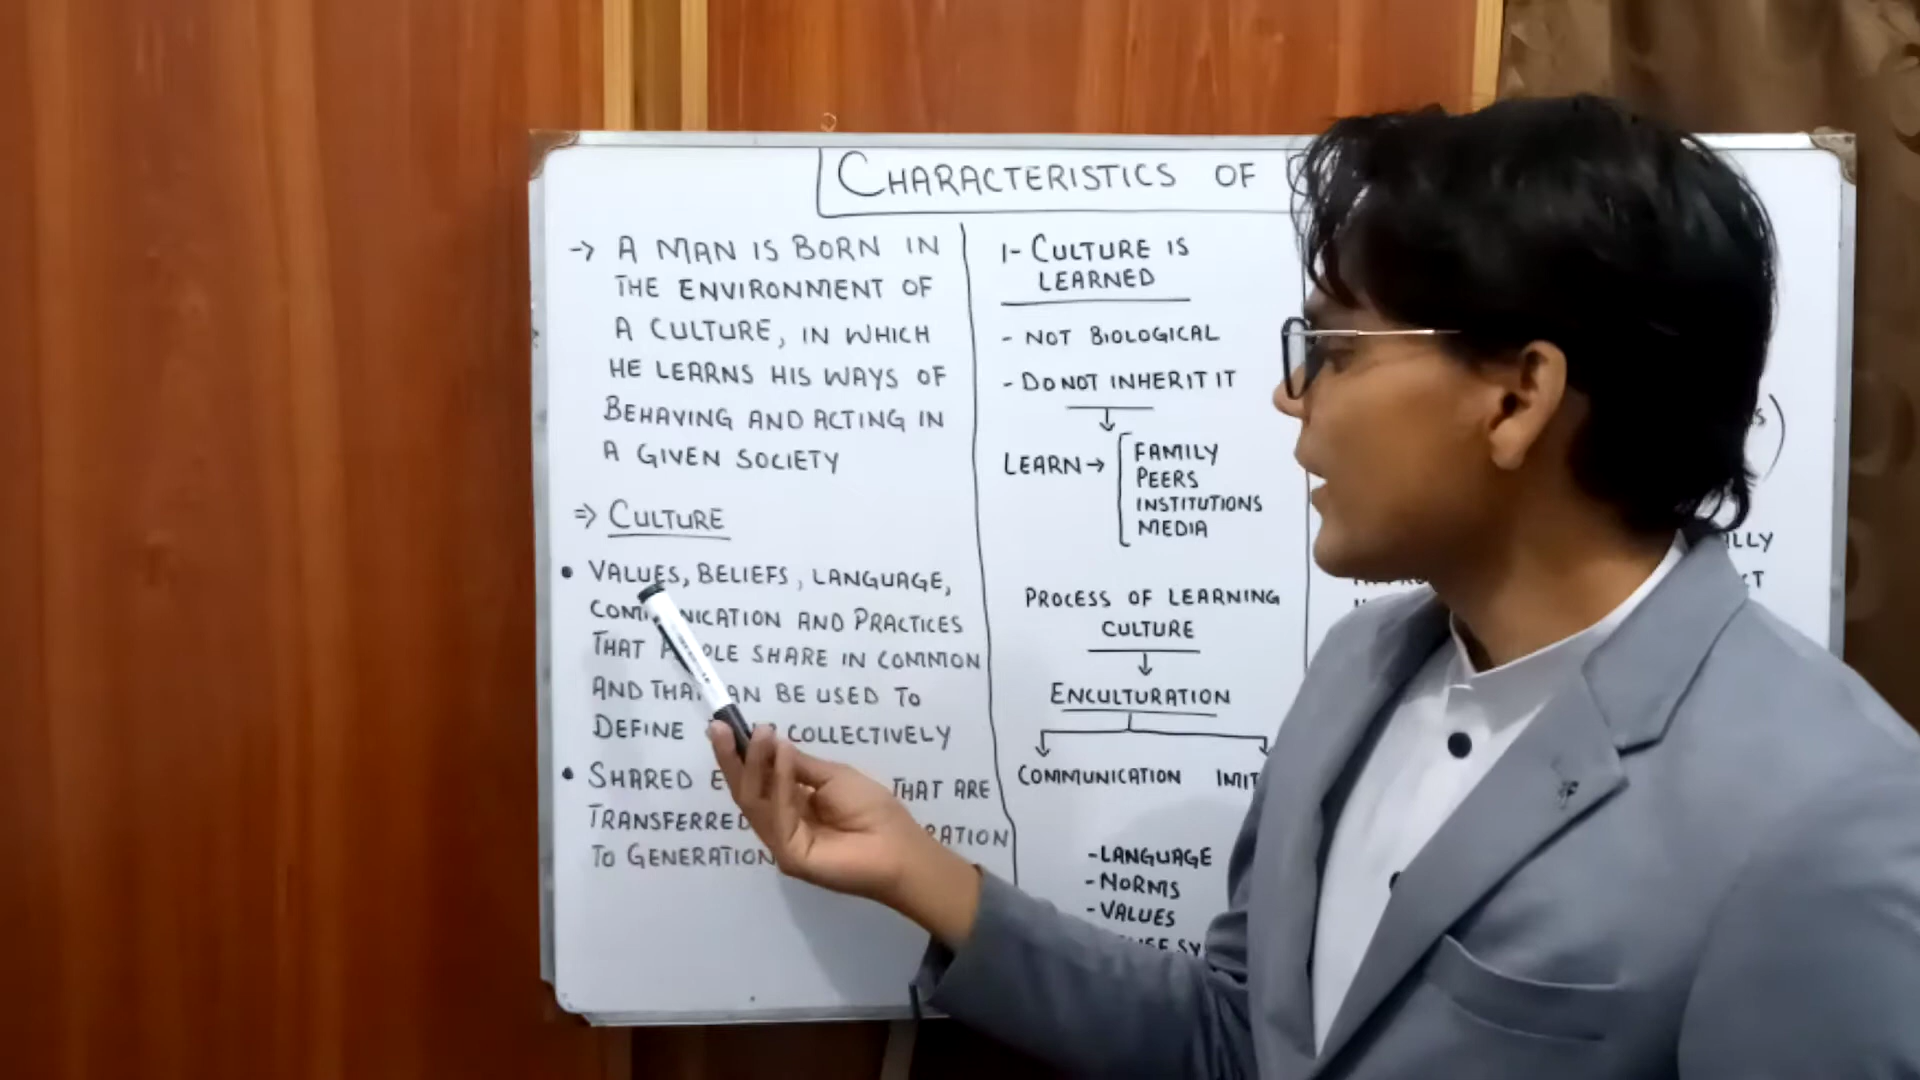 CHARACTERISTICS OF
→ A MAN IS BORN IN
THE ENVIRONMENT OF
A CULTURE, IN WHICH
HE LEARNS HIS WAYS OF
BEHAVING AND ACTING IN
A GIVEN SOCIETY
⇒ CULTURE
• VALUES, BELIEFS, LANGUAGE,
AND PRACTICES
THAT SHARE IN COMMON
AND BE USED TO
DEFINE COLLECTIVELY
• SHARED THAT ARE
TRANSFERRED
TO GENERATION
1- CULTURE IS
LEARNED
- NOT BIOLOGICAL
- DO NOT INHERIT IT
LEARN → FAMILY
PEERS
INSTITUTIONS
MEDIA
PROCESS OF LEARNING
CULTURE
ENCULTURATION
COMMUNICATION
-LANGUAGE
-NORMS
-VALUES